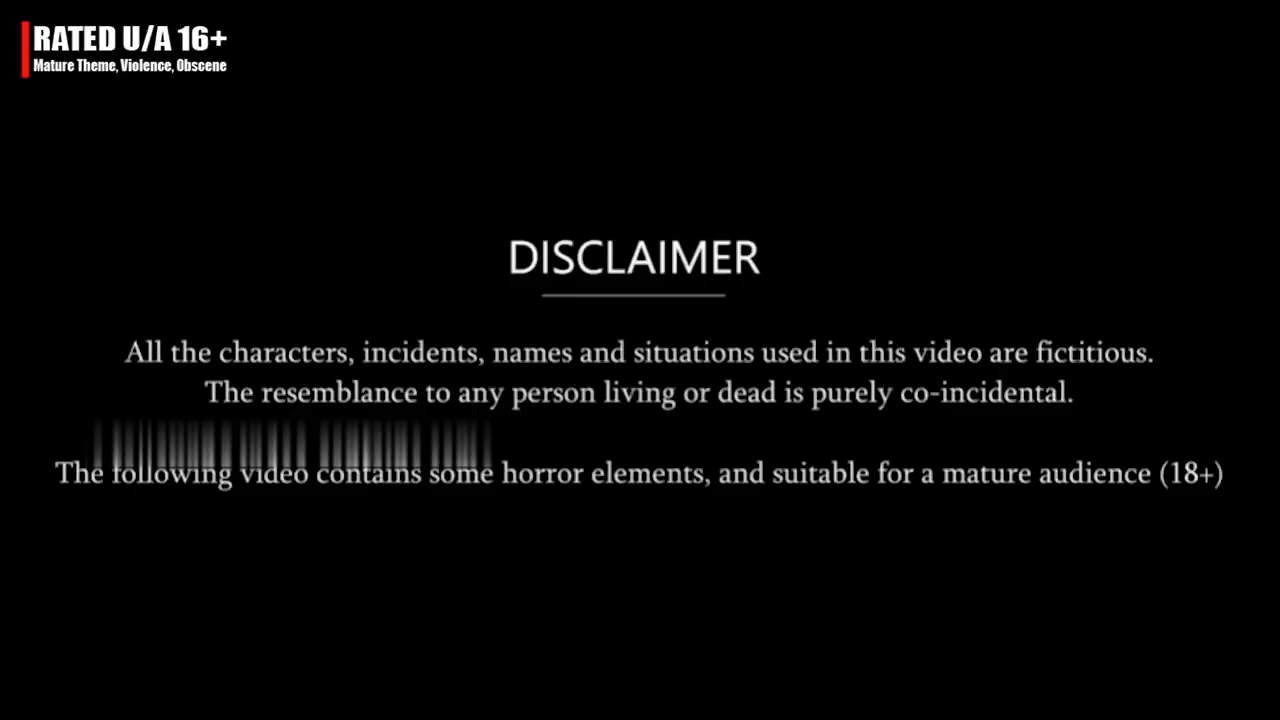 RATED U/A 16+
Mature Theme, Violence, Obscene
DISCLAIMER
All the characters, incidents, names and situations used in this video are fictitious.
The resemblance to any person living or dead is purely co-incidental.
The following video contains some horror elements, and suitable for a mature audience (18+)